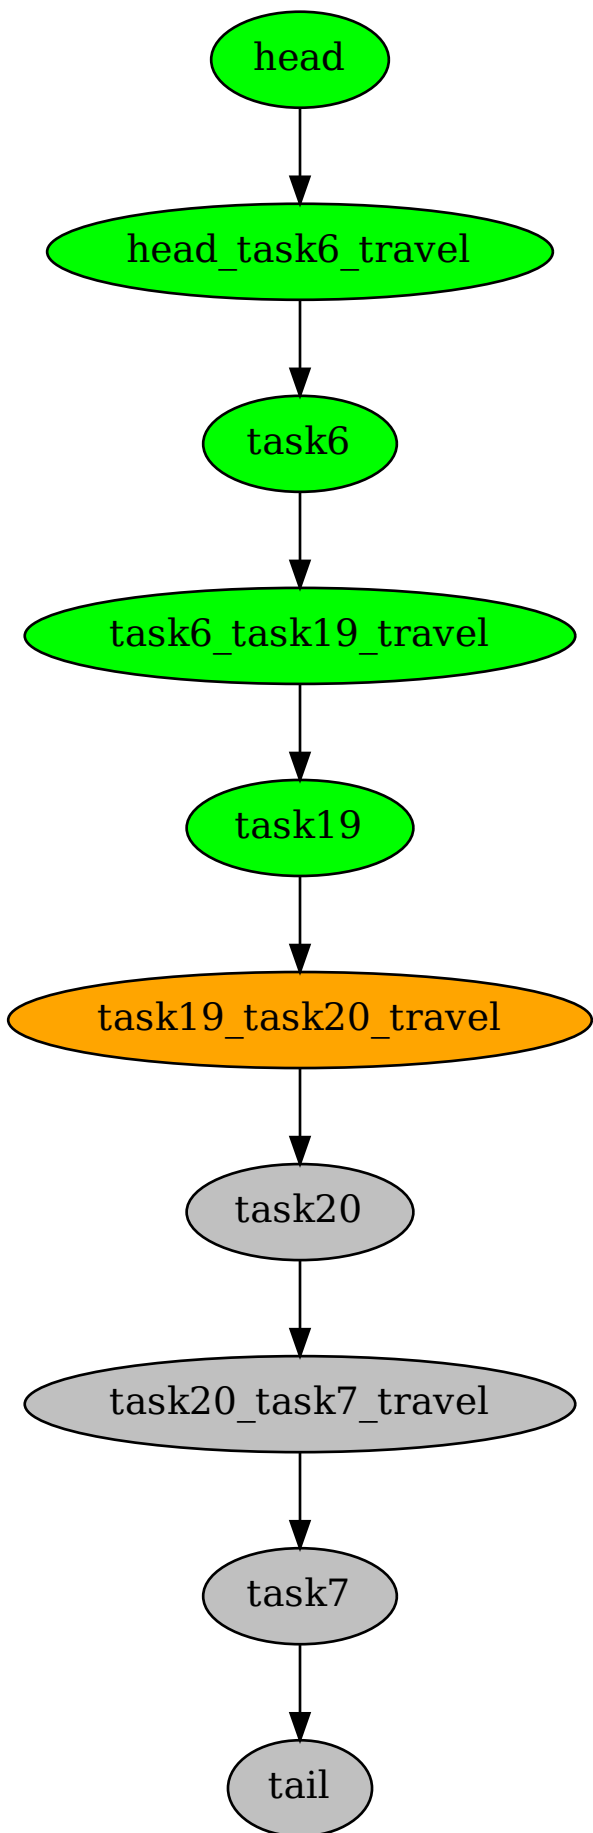 head
head_task6_travel
task6
task6_task19_travel
task19
task19_task20_travel
task20
task20_task7_travel
task7
tail